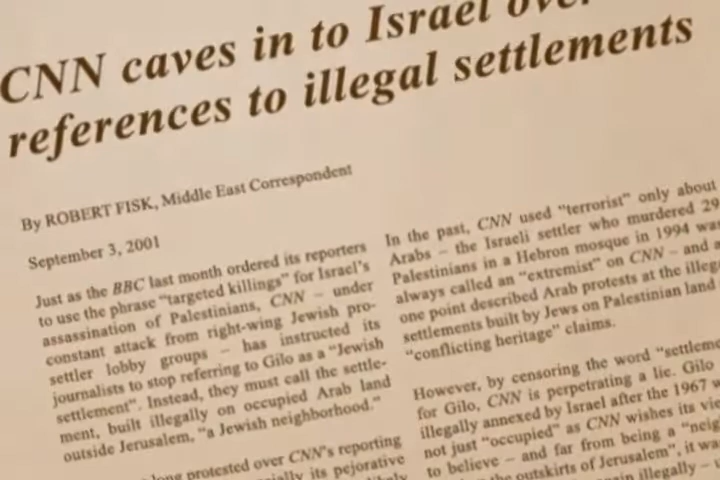 CNN caves in to Israel over
references to illegal settlements
By ROBERT FISK, Middle East Correspondent
September 3, 2001
Just as the BBC last month ordered its reporters
to use the phrase “targeted killings” for Israel’s
assassination of Palestinians, CNN – under
constant attack from right-wing Jewish pro-
settler lobby groups – has instructed its
journalists to stop referring to Gilo as a “Jewish
settlement”. Instead, they must call the settle-
ment, built illegally on occupied Arab land
outside Jerusalem, “a Jewish neighborhood.”
long protested over CNN’s reporting
its pejorative
In the past, CNN used “terrorist” only about
Arabs – the Israeli settler who murdered 29
Palestinians in a Hebron mosque in 1994 was
always called an “extremist” on CNN – and
one point described Arab protests at the
settlements built by Jews on Palestinian land
“conflicting heritage” claims.
However, by censoring the word
for Gilo, CNN is perpetrating a lie. Gilo
illegally annexed by Israel after the 1967
not just “occupied” as CNN wishes its
to believe – and far from being a
the outskirts of Jerusalem”, it was
illegally –